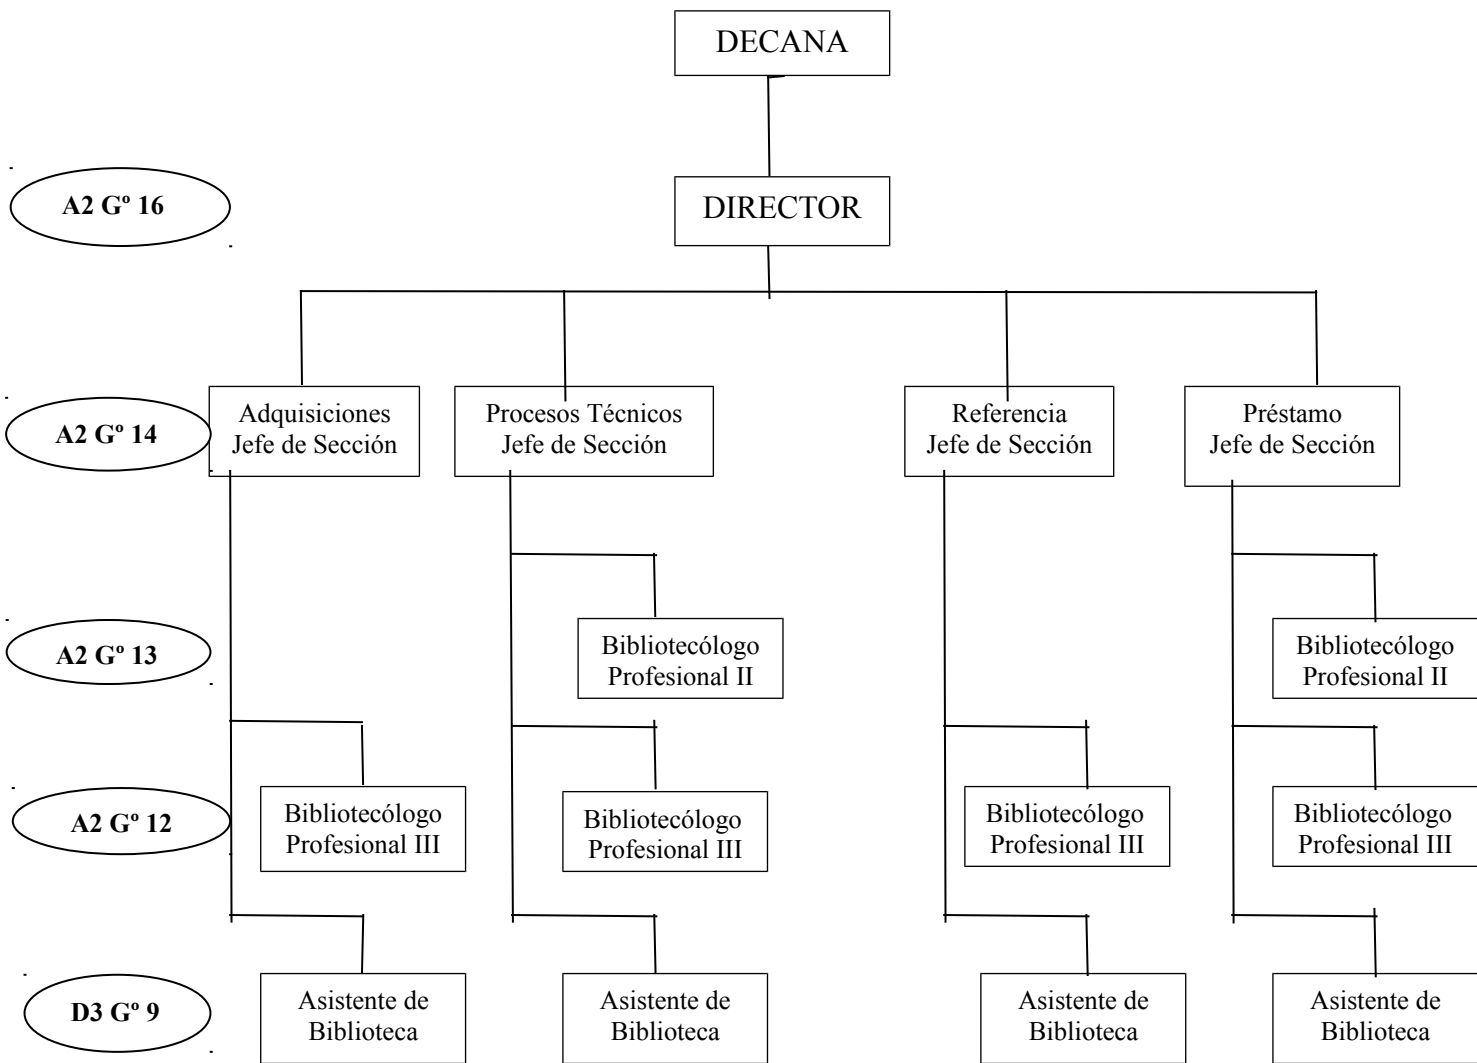 DECANA
A2 Gº 16
DIRECTOR
A2 Gº 14
Adquisiciones
Jefe de Sección
Procesos Técnicos
Jefe de Sección
Referencia
Jefe de Sección
Préstamo
Jefe de Sección
A2 Gº 13
Bibliotecólogo
Profesional II
Bibliotecólogo
Profesional II
A2 Gº 12
Bibliotecólogo
Profesional III
Bibliotecólogo
Profesional III
Bibliotecólogo
Profesional III
Bibliotecólogo
Profesional III
D3 Gº 9
Asistente de
Biblioteca
Asistente de
Biblioteca
Asistente de
Biblioteca
Asistente de
Biblioteca